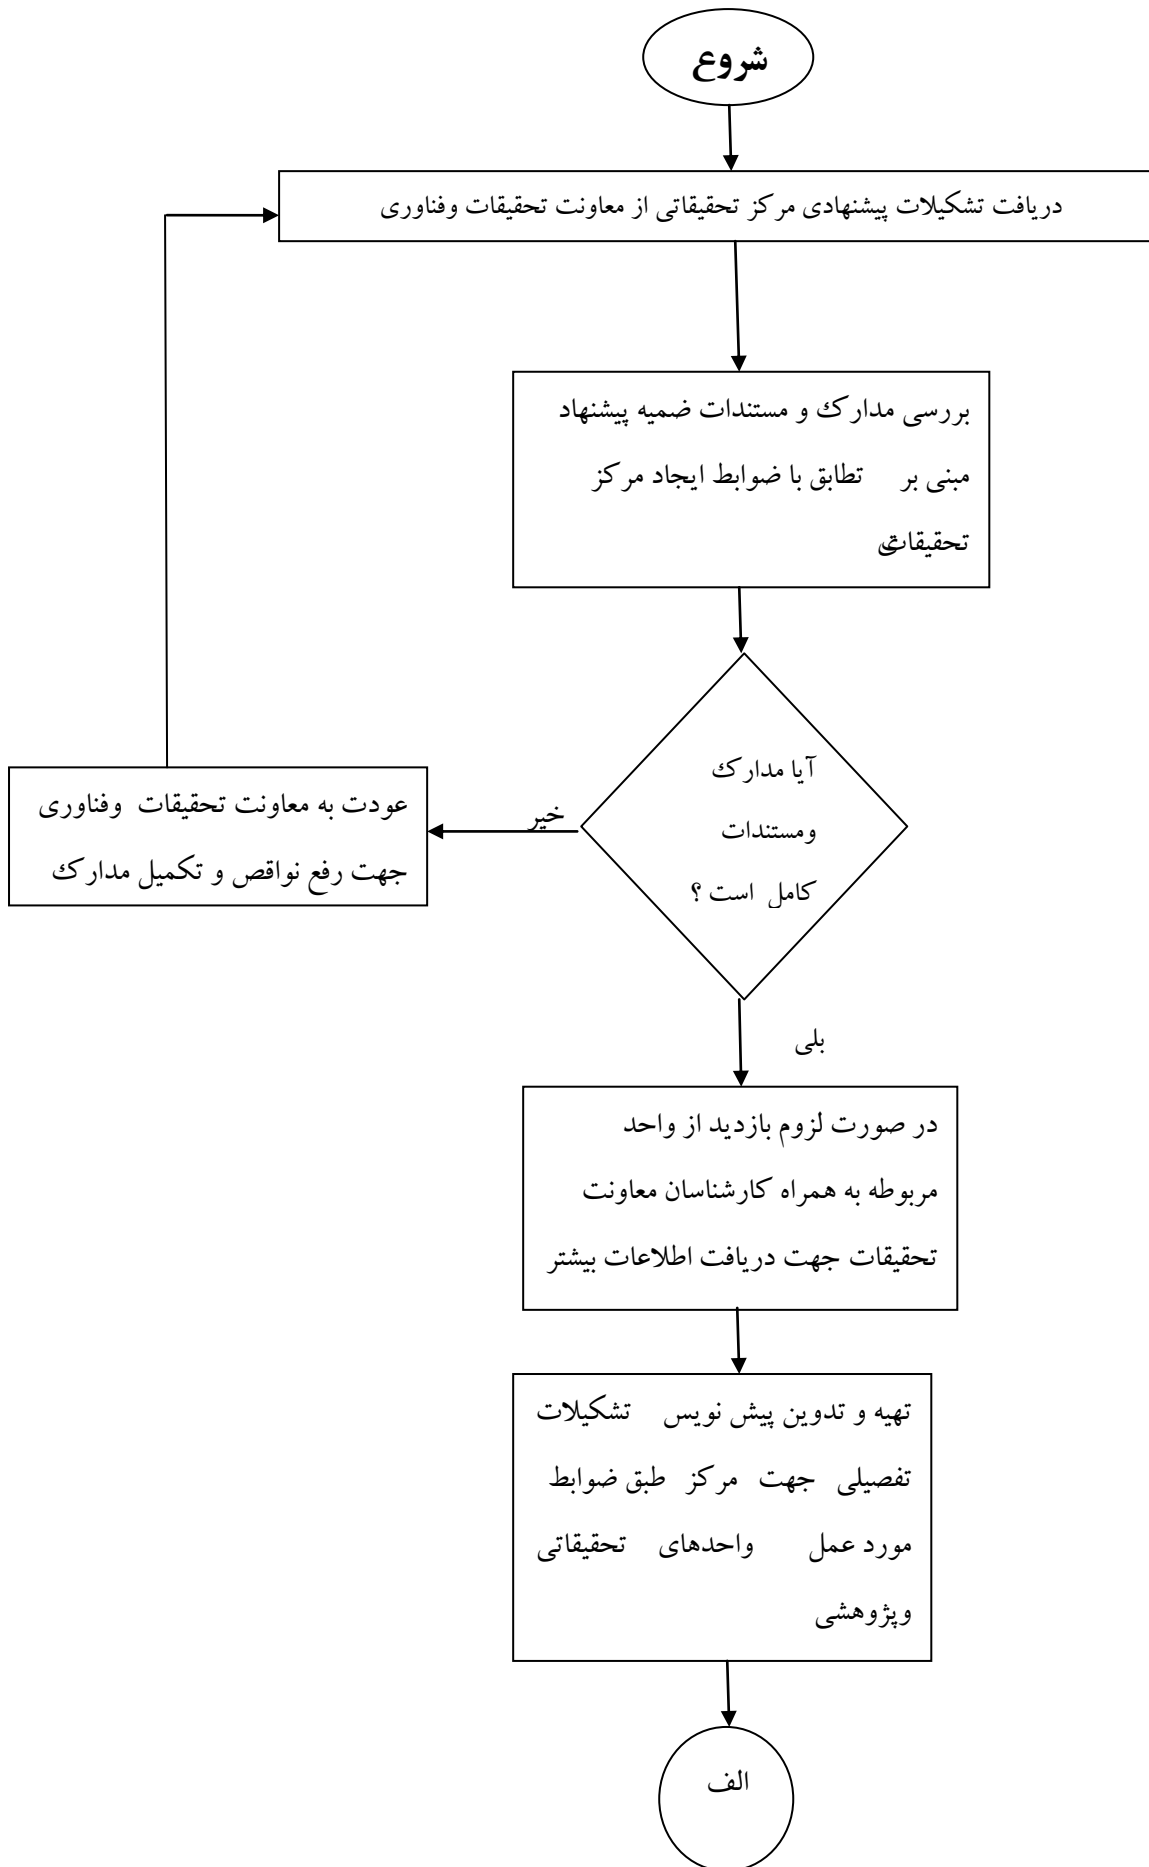 شروع
دریافت تشکیلات پیشنهادی مرکز تحقیقاتی از معاونت تحقیقات وفناوری
بررسی مدارک و مستندات ضمیه پیشنهاد
مبنی بر تطابق با ضوابط ایجاد مرکز
تحقیقاتی
آیا مدارک
ومستندات
کامل است ؟
خیر
عودت به معاونت تحقیقات وفناوری
جهت رفع نواقص و تکمیل مدارک
بلی
در صورت لزوم بازدید از واحد
مربوطه به همراه کارشناسان معاونت
تحقیقات جهت دریافت اطلاعات بیشتر
تهیه و تدوین پیش نویس تشکیلات
تفصیلی جهت مرکز طبق ضوابط
مورد عمل واحدهای تحقیقاتی
وپژوهشی
الف